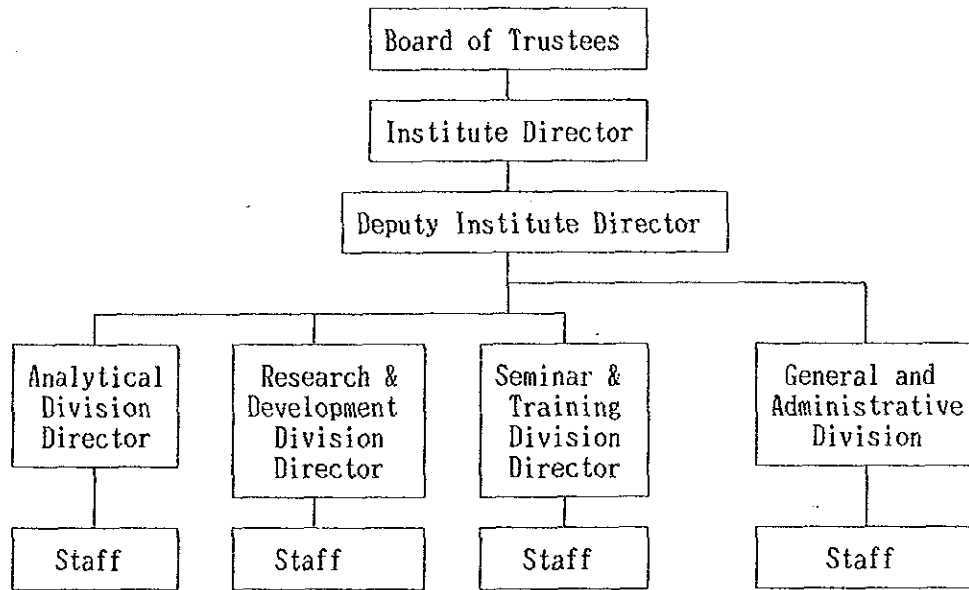 Board of Trustees
Institute Director
Deputy Institute Director
Analytical
Division
Director
Research &
Development
Division
Director
Seminar &
Training
Division
Director
General and
Administrative
Division
Staff
Staff
Staff
Staff